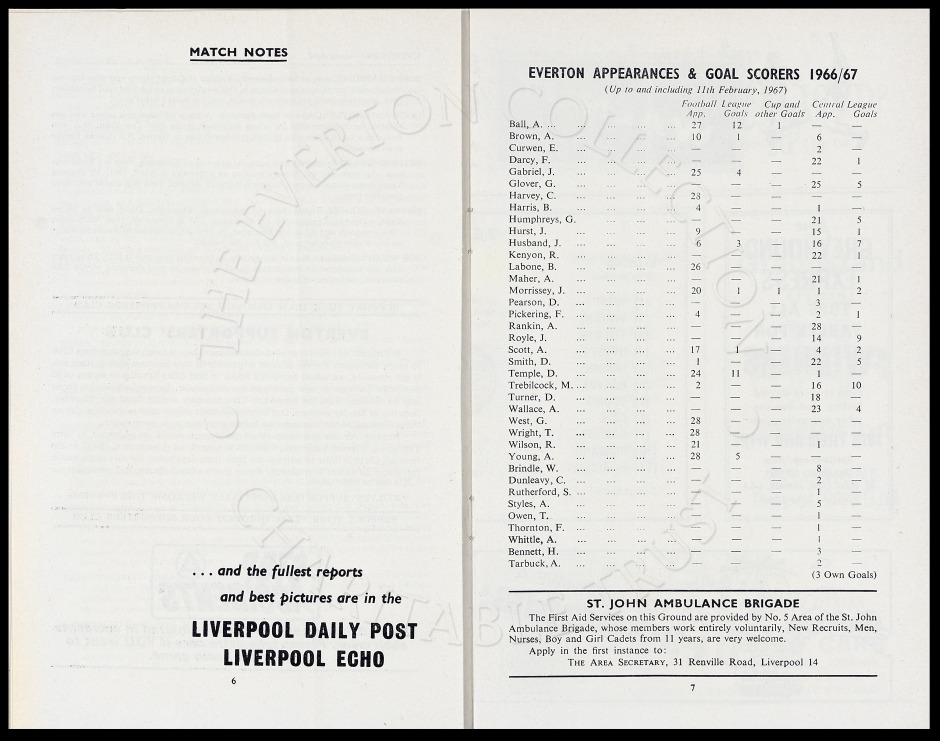 MATCH NOTES
... and the fullest reports
and best pictures are in the
LIVERPOOL DAILY POST
LIVERPOOL ECHO
6
EVERTON APPEARANCES & GOAL SCORERS 1966/67
(Up to and including 11th February, 1967)
Football League Cup and Central League
App. Goals other Goals App. Goals
Ball, A. ... ... ... ... ... 27 12 1 — —
Brown, A. ... ... ... ... 10 1 — 6 —
Curwen, E. ... ... ... ... — — — 2 —
Darcy, F. ... ... ... ... — — — 22 1
Gabriel, J. ... ... ... ... 25 4 — — —
Glover, G. ... ... ... ... — — — 25 5
Harvey, C. ... ... ... ... 28 — — — —
Harris, B. ... ... ... ... 4 — — 1 —
Humphreys, G. ... ... ... ... — — — 21 5
Hurst, J. ... ... ... ... 9 — — 15 1
Husband, J. ... ... ... ... 6 3 — 16 7
Kenyon, R. ... ... ... ... — — — 22 1
Labone, B. ... ... ... ... 26 — — — —
Maher, A. ... ... ... ... — — — 21 1
Morrissey, J. ... ... ... ... 20 1 1 1 2
Pearson, D. ... ... ... ... — — — 3 —
Pickering, F. ... ... ... ... 4 — — 2 1
Rankin, A. ... ... ... ... — — — 28 —
Royle, J. ... ... ... ... — — — 14 9
Scott, A. ... ... ... ... 17 1 — 4 2
Smith, D. ... ... ... ... 1 — — 22 5
Temple, D. ... ... ... ... 24 11 — 1 —
Trebilcock, M. ... ... ... ... 2 — — 16 10
Turner, D. ... ... ... ... — — — 18 —
Wallace, A. ... ... ... ... — — — 23 4
West, G. ... ... ... ... 28 — — — —
Wright, T. ... ... ... ... 28 — — — —
Wilson, R. ... ... ... ... 21 — — 1 —
Young, A. ... ... ... ... 28 5 — — —
Brindle, W. ... ... ... ... — — — 8 —
Dunleavy, C. ... ... ... ... — — — 2 —
Rutherford, S. ... ... ... ... — — — 1 —
Styles, A. ... ... ... ... — — — 5 —
Owen, T. ... ... ... ... — — — 1 —
Thornton, F. ... ... ... ... — — — 1 —
Whittle, A. ... ... ... ... — — — 1 —
Bennett, H. ... ... ... ... — — — 3 —
Tarbuck, A. ... ... ... ... — — — 2 —
(3 Own Goals)
ST. JOHN AMBULANCE BRIGADE
The First Aid Services on this Ground are provided by No. 5 Area of the St. John
Ambulance Brigade, whose members work entirely voluntarily, New Recruits, Men,
Nurses, Boy and Girl Cadets from 11 years, are very welcome.
Apply in the first instance to:
THE AREA SECRETARY, 31 Renville Road, Liverpool 14
7
© THE EVERTON COLLECTION
CHARITABLE TRUST